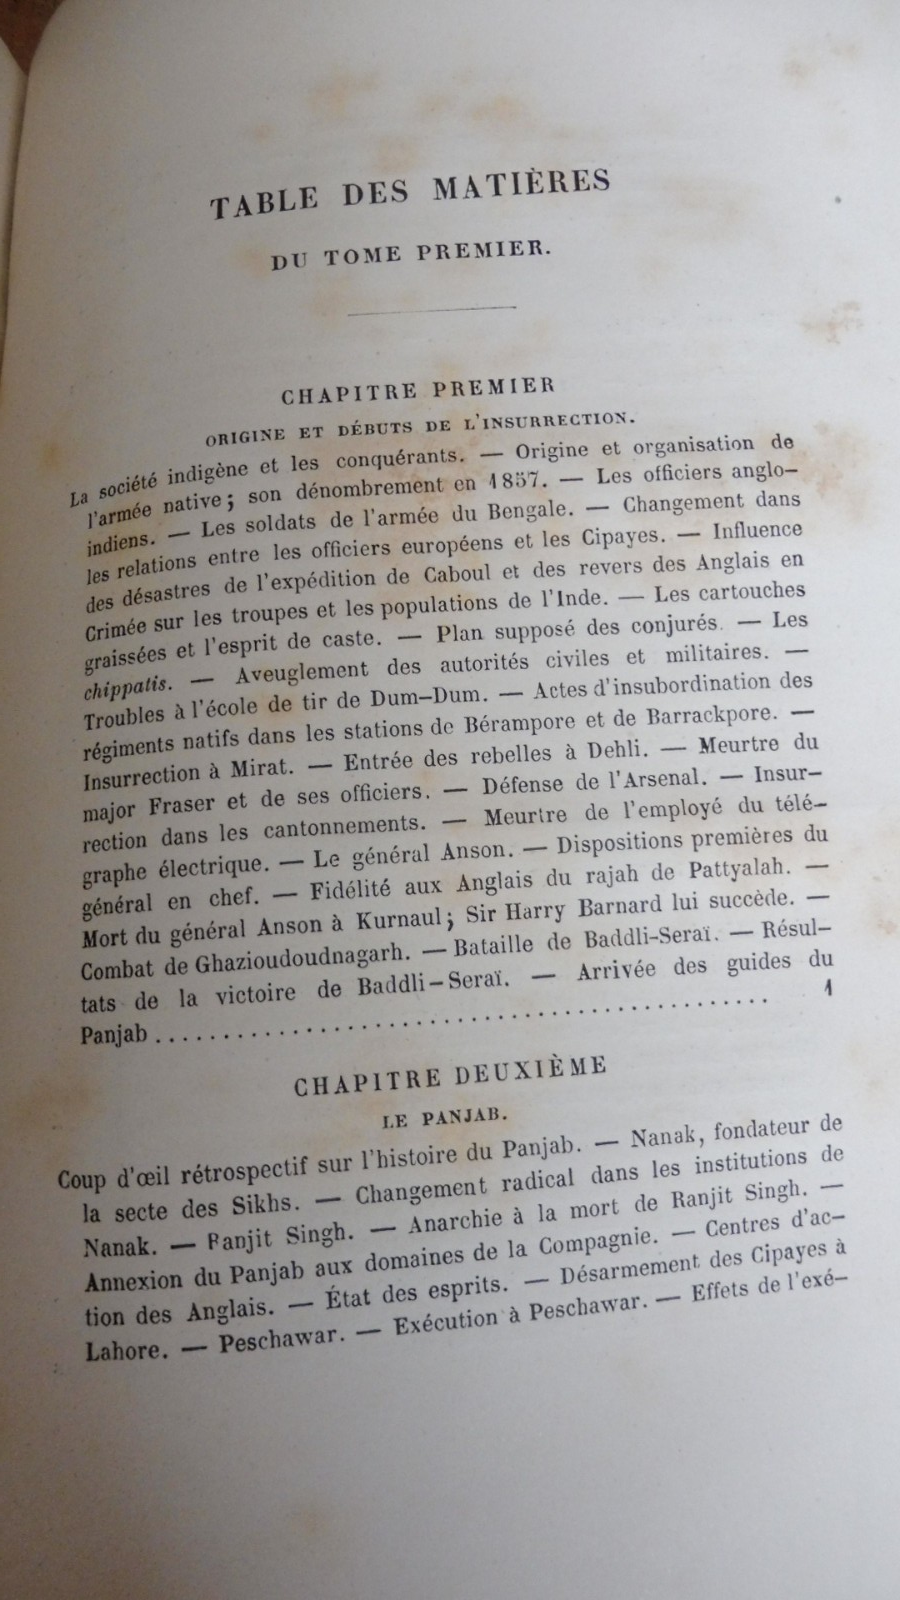 TABLE DES MATIÈRES
DU TOME PREMIER.
CHAPITRE PREMIER
ORIGINE ET DÉBUTS DE L'INSURRECTION.
La société indigène et les conquérants. — Origine et organisation de
l'armée native; son dénombrement en 1857. — Les officiers anglo-
indiens. — Les soldats de l'armée du Bengale. — Changement dans
les relations entre les officiers européens et les Cipayes. — Influence
des désastres de l'expédition de Caboul et des revers des Anglais en
Crimée sur les troupes et les populations de l'Inde. — Les cartouches
graissées et l'esprit de caste. — Plan supposé des conjurés. — Les
chippatis. — Aveuglement des autorités civiles et militaires. —
Troubles à l'école de tir de Dum-Dum. — Actes d'insubordination des
régiments natifs dans les stations de Bérampore et de Barrackpore. —
Insurrection à Mirat. — Entrée des rebelles à Dehli. — Meurtre du
major Fraser et de ses officiers. — Défense de l'Arsenal. — Insur-
rection dans les cantonnements. — Meurtre de l'employé du télé-
graphe électrique. — Le général Anson. — Dispositions premières du
général en chef. — Fidélité aux Anglais du rajah de Pattyalah. —
Mort du général Anson à Kurnaul; Sir Harry Barnard lui succède. —
Combat de Ghazioudoudnagarh. — Bataille de Baddli-Seraï. — Résul-
tats de la victoire de Baddli-Seraï. — Arrivée des guides du
Panjab . . . . . . . . . . . . . . . . . . . . . . . . . . . . . . . . . . . . . . . . . . . . . . 1
CHAPITRE DEUXIÈME
LE PANJAB.
Coup d'œil rétrospectif sur l'histoire du Panjab. — Nanak, fondateur de
la secte des Sikhs. — Changement radical dans les institutions de
Nanak. — Ranjit Singh. — Anarchie à la mort de Ranjit Singh. —
Annexion du Panjab aux domaines de la Compagnie. — Centres d'ac-
tion des Anglais. — État des esprits. — Désarmement des Cipayes à
Lahore. — Peschawar. — Exécution à Peschawar. — Effets de l'exé-